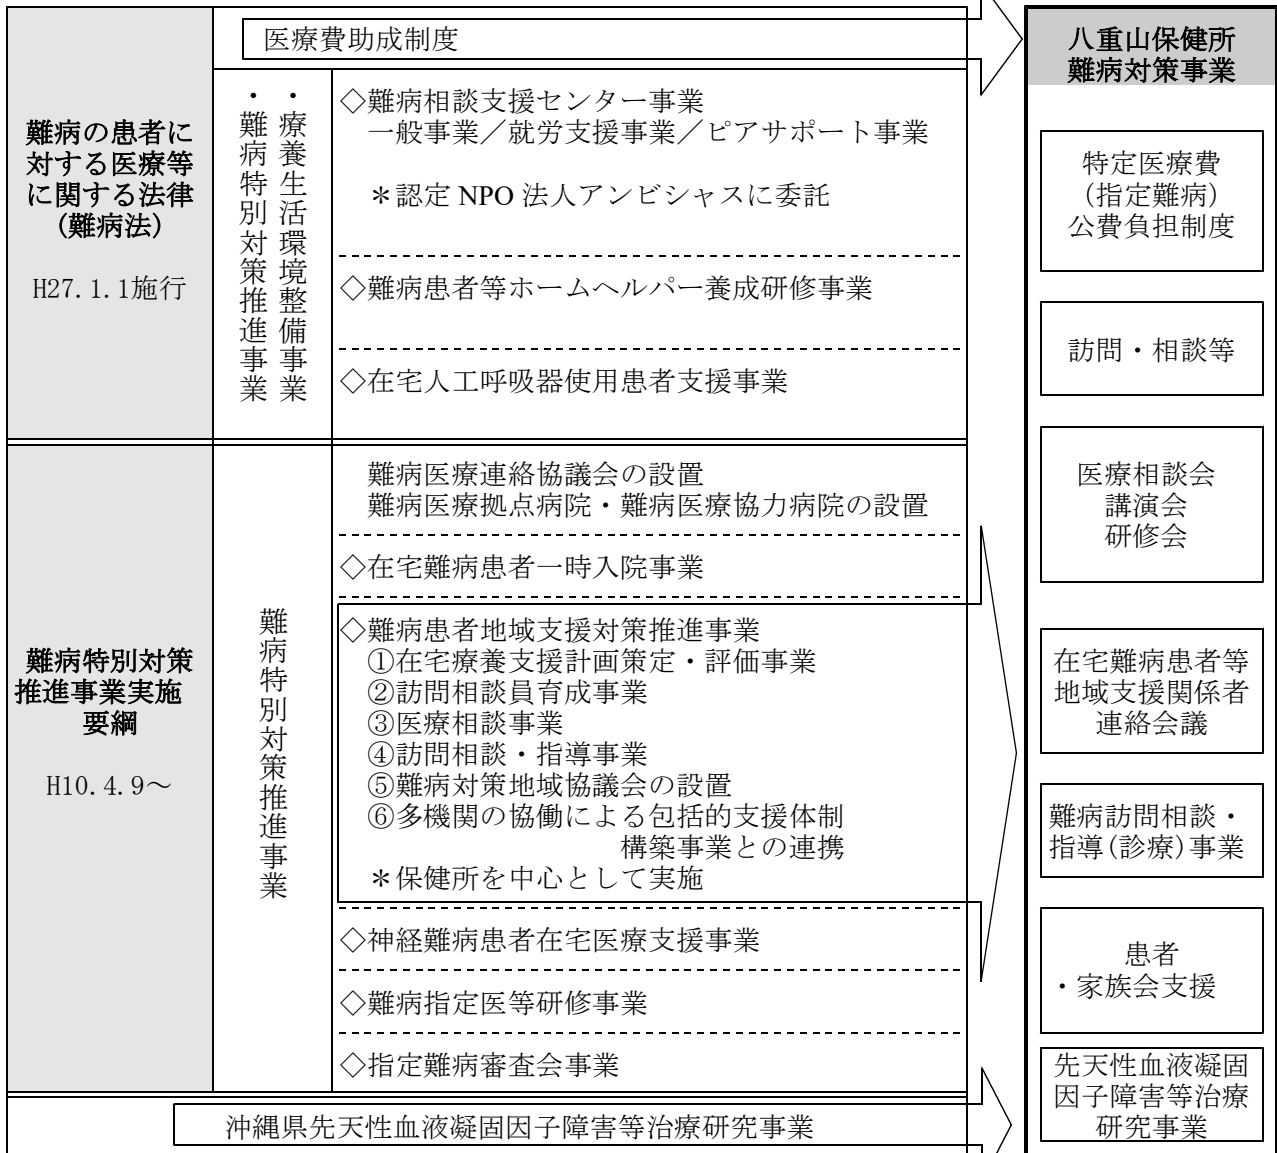 医療費助成制度
難病の患者に
対する医療等
に関する法律
(難病法)
H27.1.1施行
・療養生活環境整備事業
・難病特別対策推進事業
◇難病相談支援センター事業
一般事業／就労支援事業／ピアサポート事業
＊認定 NPO 法人アンビシャスに委託
◇難病患者等ホームヘルパー養成研修事業
◇在宅人工呼吸器使用患者支援事業
難病特別対策
推進事業実施
要綱
H10.4.9～
難病特別対策推進事業
難病医療連絡協議会の設置
難病医療拠点病院・難病医療協力病院の設置
◇在宅難病患者一時入院事業
◇難病患者地域支援対策推進事業
①在宅療養支援計画策定・評価事業
②訪問相談員育成事業
③医療相談事業
④訪問相談・指導事業
⑤難病対策地域協議会の設置
⑥多機関の協働による包括的支援体制
構築事業との連携
＊保健所を中心として実施
◇神経難病患者在宅医療支援事業
◇難病指定医等研修事業
◇指定難病審査会事業
沖縄県先天性血液凝固因子障害等治療研究事業
八重山保健所
難病対策事業
特定医療費
(指定難病)
公費負担制度
訪問・相談等
医療相談会
講演会
研修会
在宅難病患者等
地域支援関係者
連絡会議
難病訪問相談・
指導(診療)事業
患者
・家族会支援
先天性血液凝固
因子障害等治療
研究事業